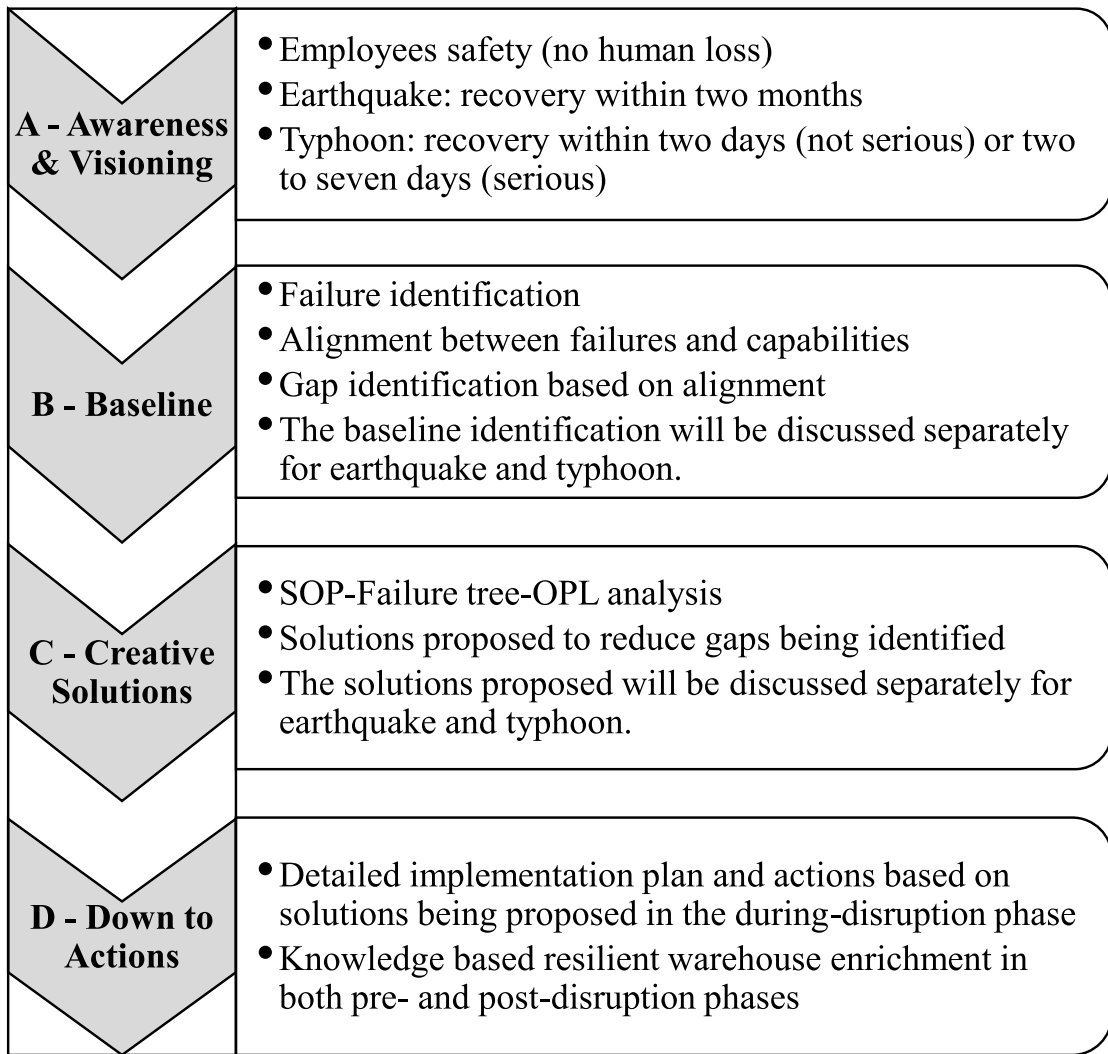 A - Awareness
& Visioning
• Employees safety (no human loss)
• Earthquake: recovery within two months
• Typhoon: recovery within two days (not serious) or two
to seven days (serious)
B - Baseline
• Failure identification
• Alignment between failures and capabilities
• Gap identification based on alignment
• The baseline identification will be discussed separately
for earthquake and typhoon.
C - Creative
Solutions
• SOP-Failure tree-OPL analysis
• Solutions proposed to reduce gaps being identified
• The solutions proposed will be discussed separately for
earthquake and typhoon.
D - Down to
Actions
• Detailed implementation plan and actions based on
solutions being proposed in the during-disruption phase
• Knowledge based resilient warehouse enrichment in
both pre- and post-disruption phases